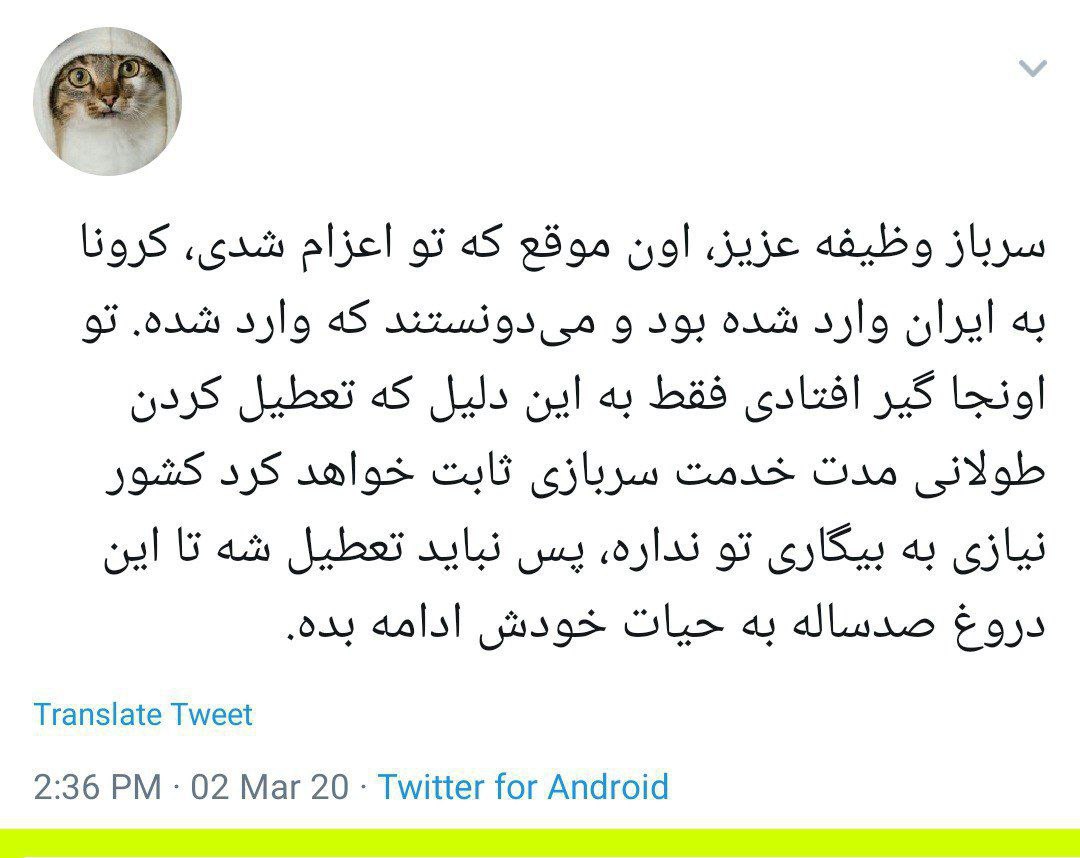 سرباز وظیفه عزیز، اون موقع که تو اعزام شدی، کرونا
به ایران وارد شده بود و می‌دونستند که وارد شده. تو
اونجا گیر افتادی فقط به این دلیل که تعطیل کردن
طولانی مدت خدمت سربازی ثابت خواهد کرد کشور
نیازی به بیگاری تو نداره، پس نباید تعطیل شه تا این
دروغ صدساله به حیات خودش ادامه بده.
Translate Tweet
2:36 PM · 02 Mar 20 · Twitter for Android